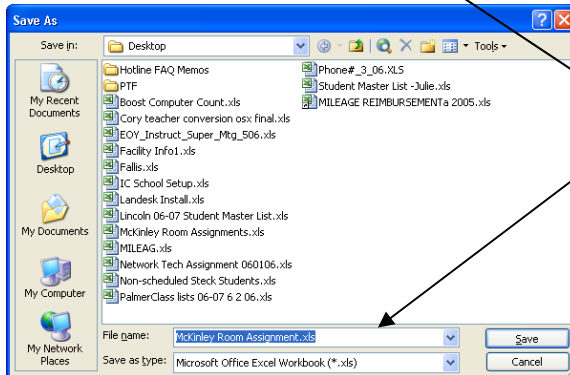 Save As
Save in:
Desktop
Tools
My Recent
Documents
Desktop
My Documents
My Computer
My Network
Places
Hotline FAQ Memos
PTF
Boost Computer Count.xls
Cory teacher conversion osx final.xls
EOY_Instruct_Super_Mtg_506.xls
Facility Info1.xls
Fallis.xls
IC School Setup.xls
Landesk Install.xls
Lincoln 06-07 Student Master List.xls
McKinley Room Assignments.xls
MILEAG.xls
Network Tech Assignment 060106.xls
Non-scheduled Steck Students.xls
PalmerClass lists 06-07 6 2 06.xls
Phone#_3_06.XLS
Student Master List -Julie.xls
MILEAGE REIMBURSEMENTa 2005.xls
File name:
McKinley Room Assignment.xls
Save
Save as type:
Microsoft Office Excel Workbook (*.xls)
Cancel